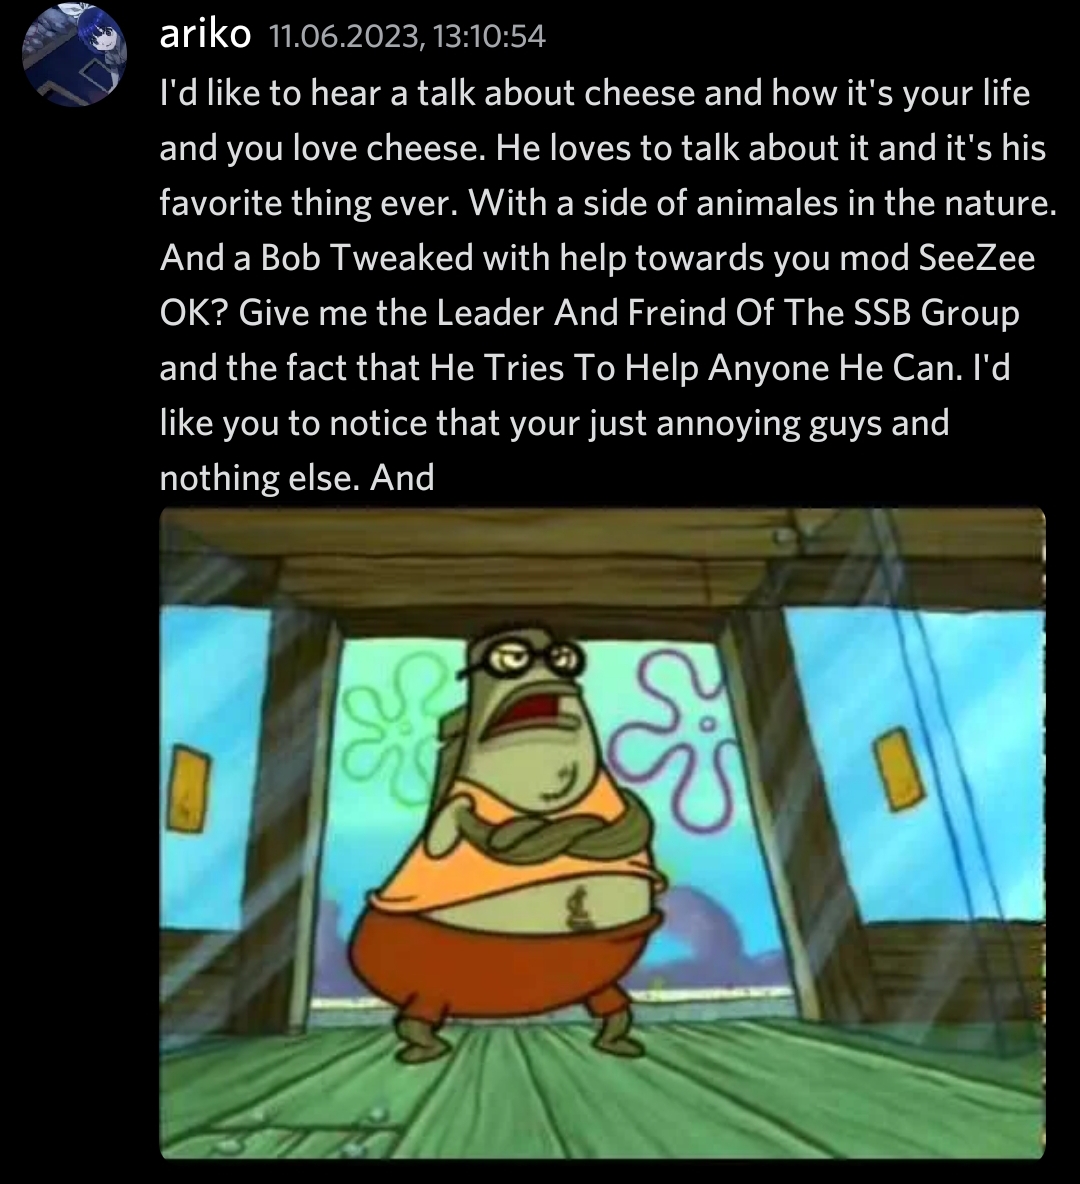 ariko 11.06.2023, 13:10:54
I'd like to hear a talk about cheese and how it's your life
and you love cheese. He loves to talk about it and it's his
favorite thing ever. With a side of animales in the nature.
And a Bob Tweaked with help towards you mod SeeZee
OK? Give me the Leader And Freind Of The SSB Group
and the fact that He Tries To Help Anyone He Can. I'd
like you to notice that your just annoying guys and
nothing else. And